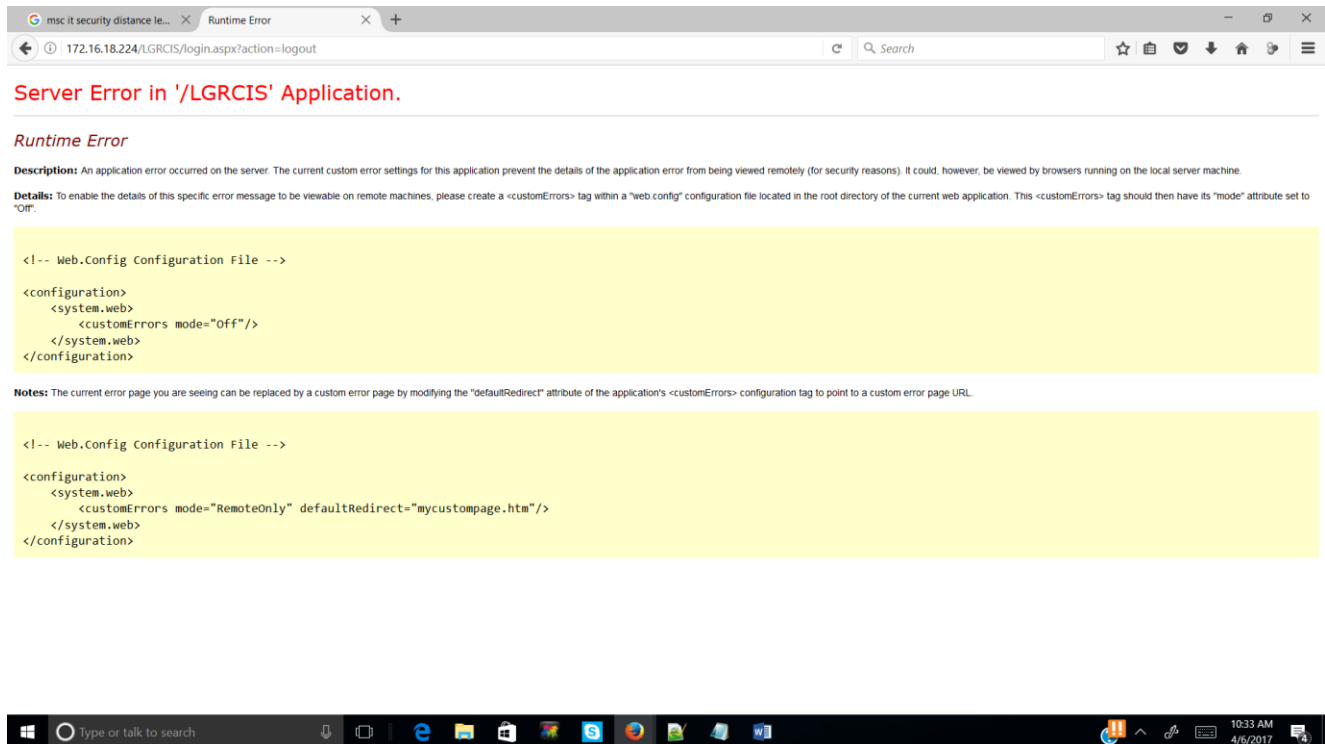 msc it security distance le...
Runtime Error
172.16.18.224/LGRCIS/login.aspx?action=logout
Search
Server Error in '/LGRCIS' Application.
Runtime Error
Description: An application error occurred on the server. The current custom error settings for this application prevent the details of the application error from being viewed remotely (for security reasons). It could, however, be viewed by browsers running on the local server machine.
Details: To enable the details of this specific error message to be viewable on remote machines, please create a <customErrors> tag within a "web.config" configuration file located in the root directory of the current web application. This <customErrors> tag should then have its "mode" attribute set to
"Off".
<!-- Web.Config Configuration File -->
<configuration>
    <system.web>
        <customErrors mode="Off"/>
    </system.web>
</configuration>
Notes: The current error page you are seeing can be replaced by a custom error page by modifying the "defaultRedirect" attribute of the application's <customErrors> configuration tag to point to a custom error page URL.
<!-- Web.Config Configuration File -->
<configuration>
    <system.web>
        <customErrors mode="RemoteOnly" defaultRedirect="mycustompage.htm"/>
    </system.web>
</configuration>
Type or talk to search
10:33 AM
4/6/2017
4